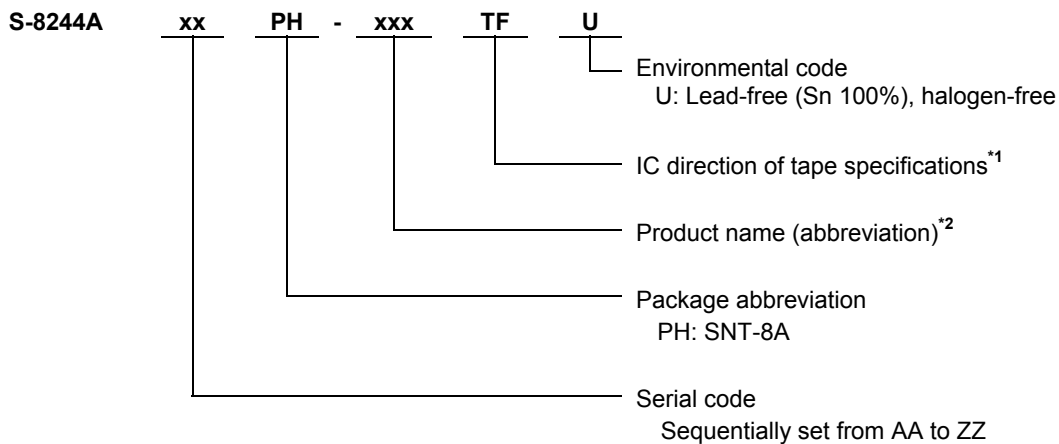 S-8244A xx PH - xxx TF U
Environmental code
U: Lead-free (Sn 100%), halogen-free
IC direction of tape specifications*1
Product name (abbreviation)*2
Package abbreviation
PH: SNT-8A
Serial code
Sequentially set from AA to ZZ